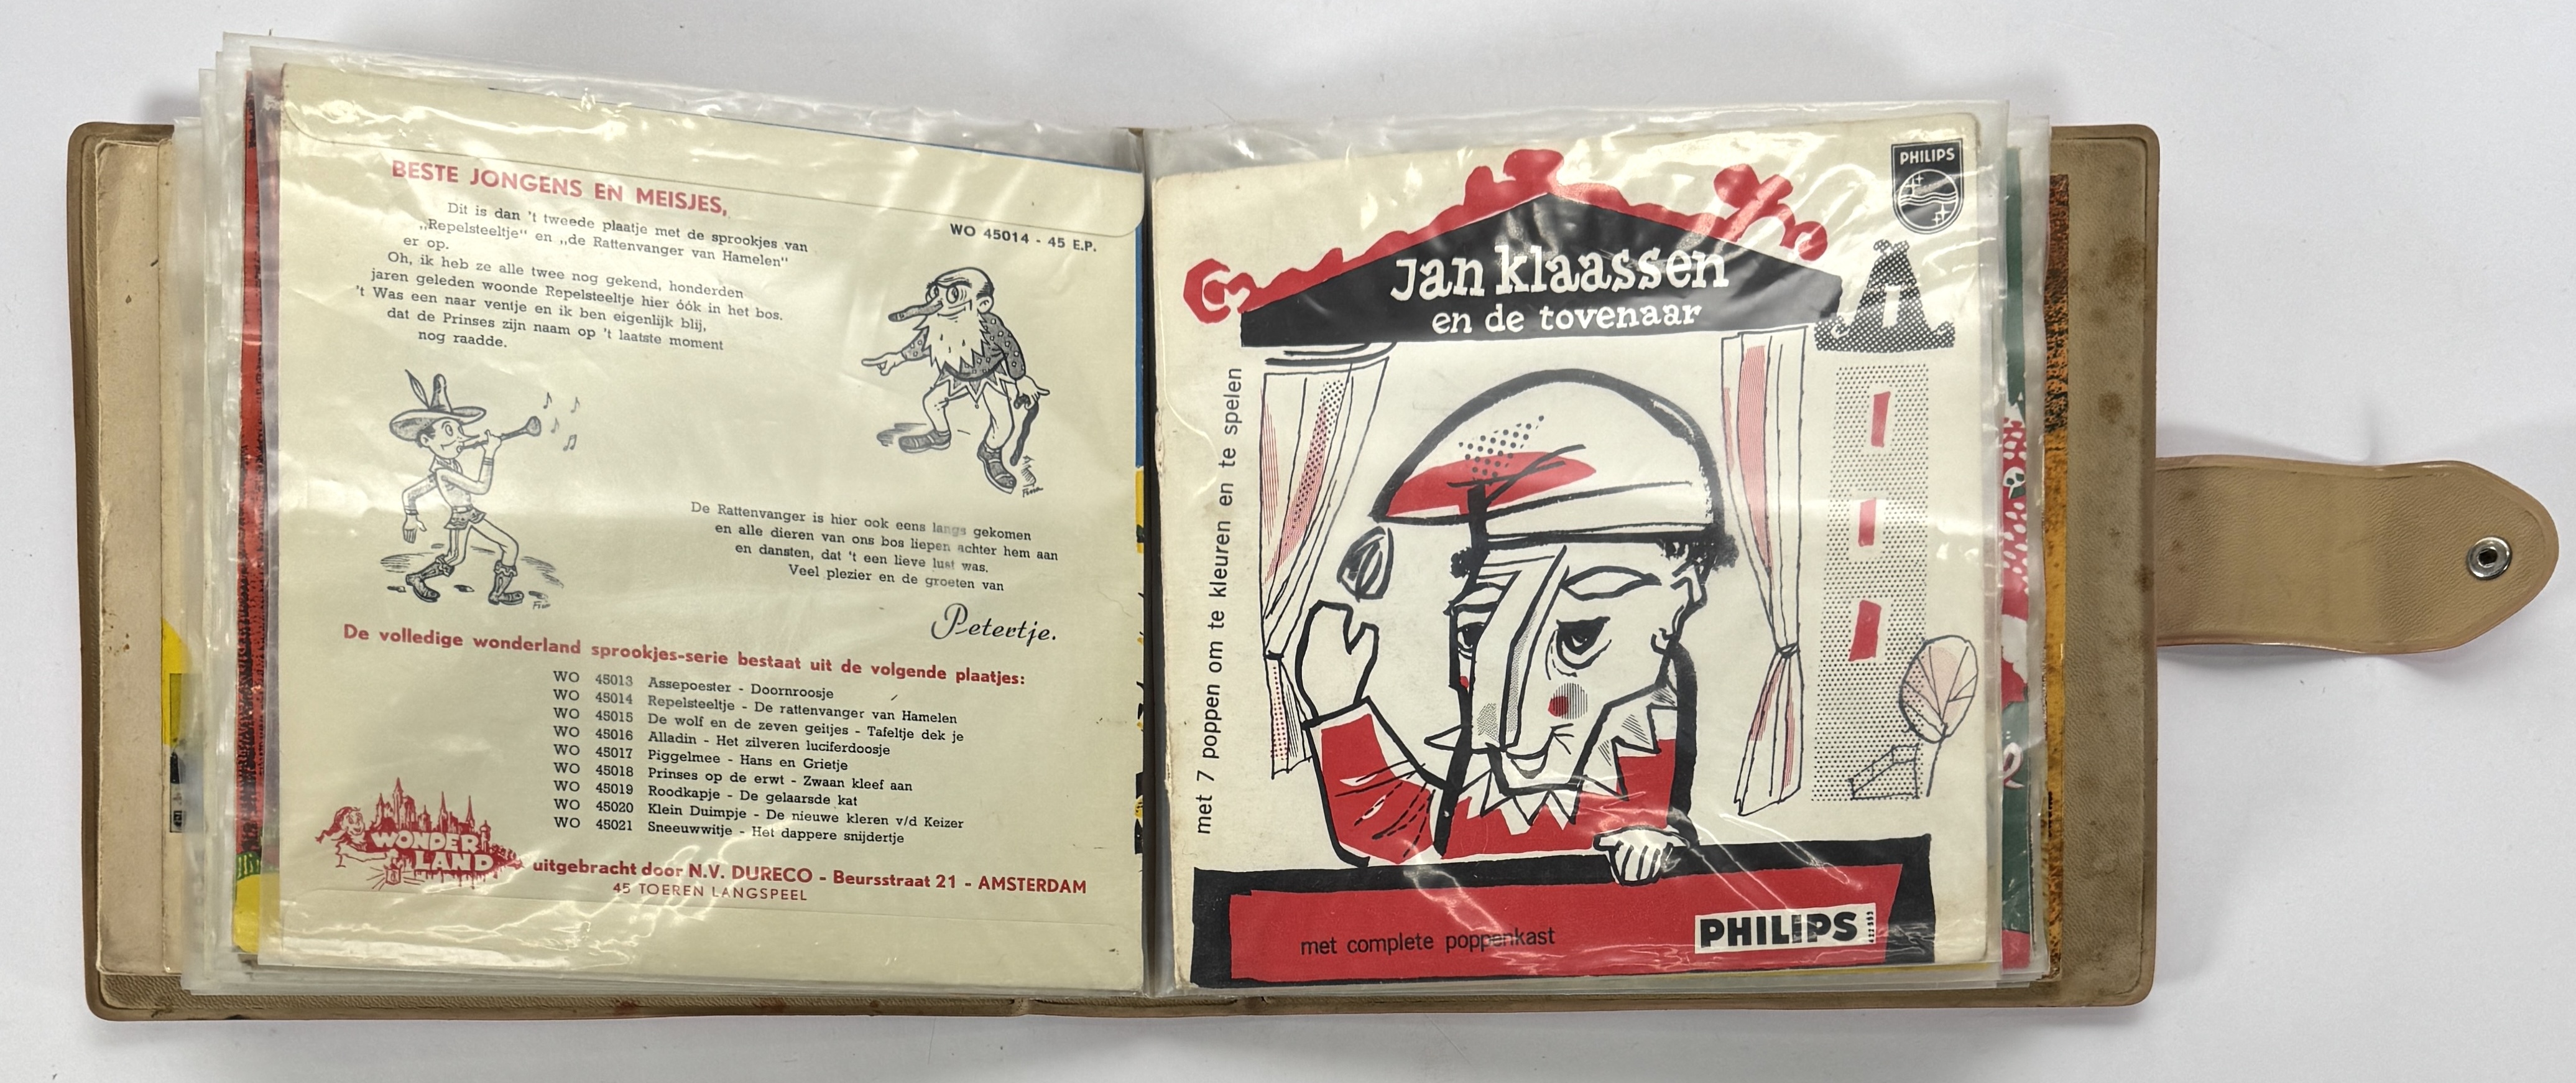 BESTE JONGENS EN MEISJES,
Dit is dan 't tweede plaatje met de sprookjes van
„Repelsteeltje" en „de Rattenvanger van Hamelen"
er op.
Oh, ik heb ze alle twee nog gekend, honderden
jaren geleden woonde Repelsteeltje hier óók in het bos.
't Was een naar ventje en ik ben eigenlijk blij,
dat de Prinses zijn naam op 't laatste moment
nog raadde.
WO 45014 - 45 E.P.
De Rattenvanger is hier ook eens langs gekomen
en alle dieren van ons bos liepen achter hem aan
en dansten, dat 't een lieve lust was.
Veel plezier en de groeten van
Petertje.
De volledige wonderland sprookjes-serie bestaat uit de volgende plaatjes:
WO 45013 Assepoester - Doornroosje
WO 45014 Repelsteeltje - De rattenvanger van Hamelen
WO 45015 De wolf en de zeven geitjes - Tafeltje dek je
WO 45016 Alladin - Het zilveren luciferdoosje
WO 45017 Piggelmee - Hans en Grietje
WO 45018 Prinses op de erwt - Zwaan kleef aan
WO 45019 Roodkapje - De gelaarsde kat
WO 45020 Klein Duimpje - De nieuwe kleren v/d Keizer
WO 45021 Sneeuwwitje - Het dappere snijdertje
WONDER
LAND
uitgebracht door N.V. DURECO - Beursstraat 21 - AMSTERDAM
45 TOEREN LANGSPEEL
PHILIPS
Jan klaassen
en de tovenaar
met 7 poppen om te kleuren en te spelen
met complete poppenkast
PHILIPS